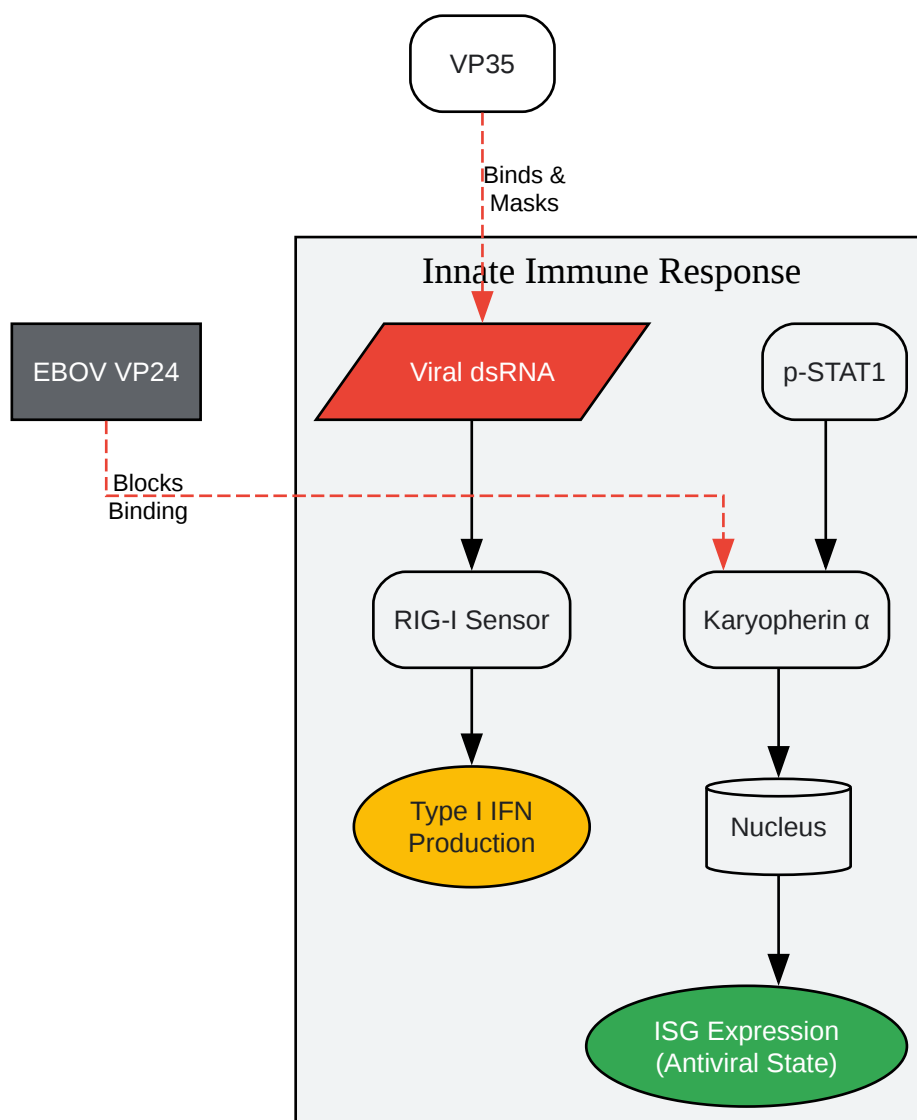 VP35
Binds &
Masks
Innate Immune Response
EBOV VP24
Viral dsRNA
p-STAT1
Blocks
Binding
RIG-I Sensor
Karyopherin α
Type I IFN
Production
Nucleus
ISG Expression
(Antiviral State)